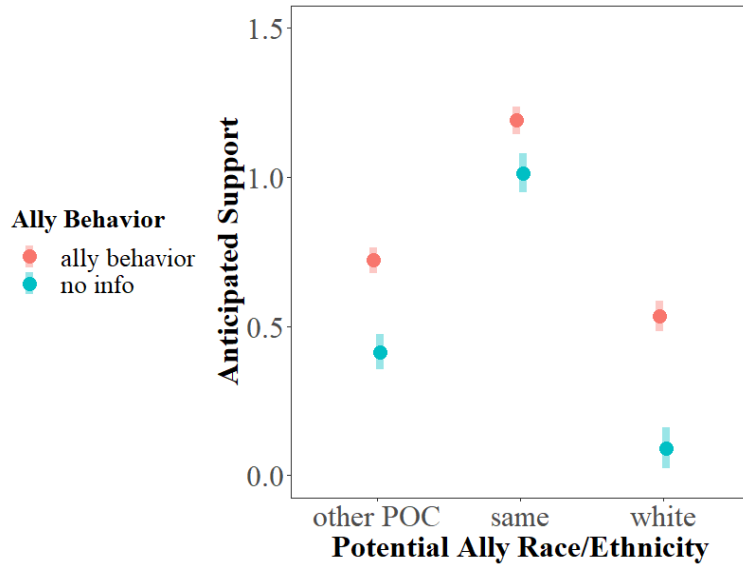 Ally Behavior
ally behavior
no info
Anticipated Support
1.5
1.0
0.5
0.0
other POC same white
Potential Ally Race/Ethnicity